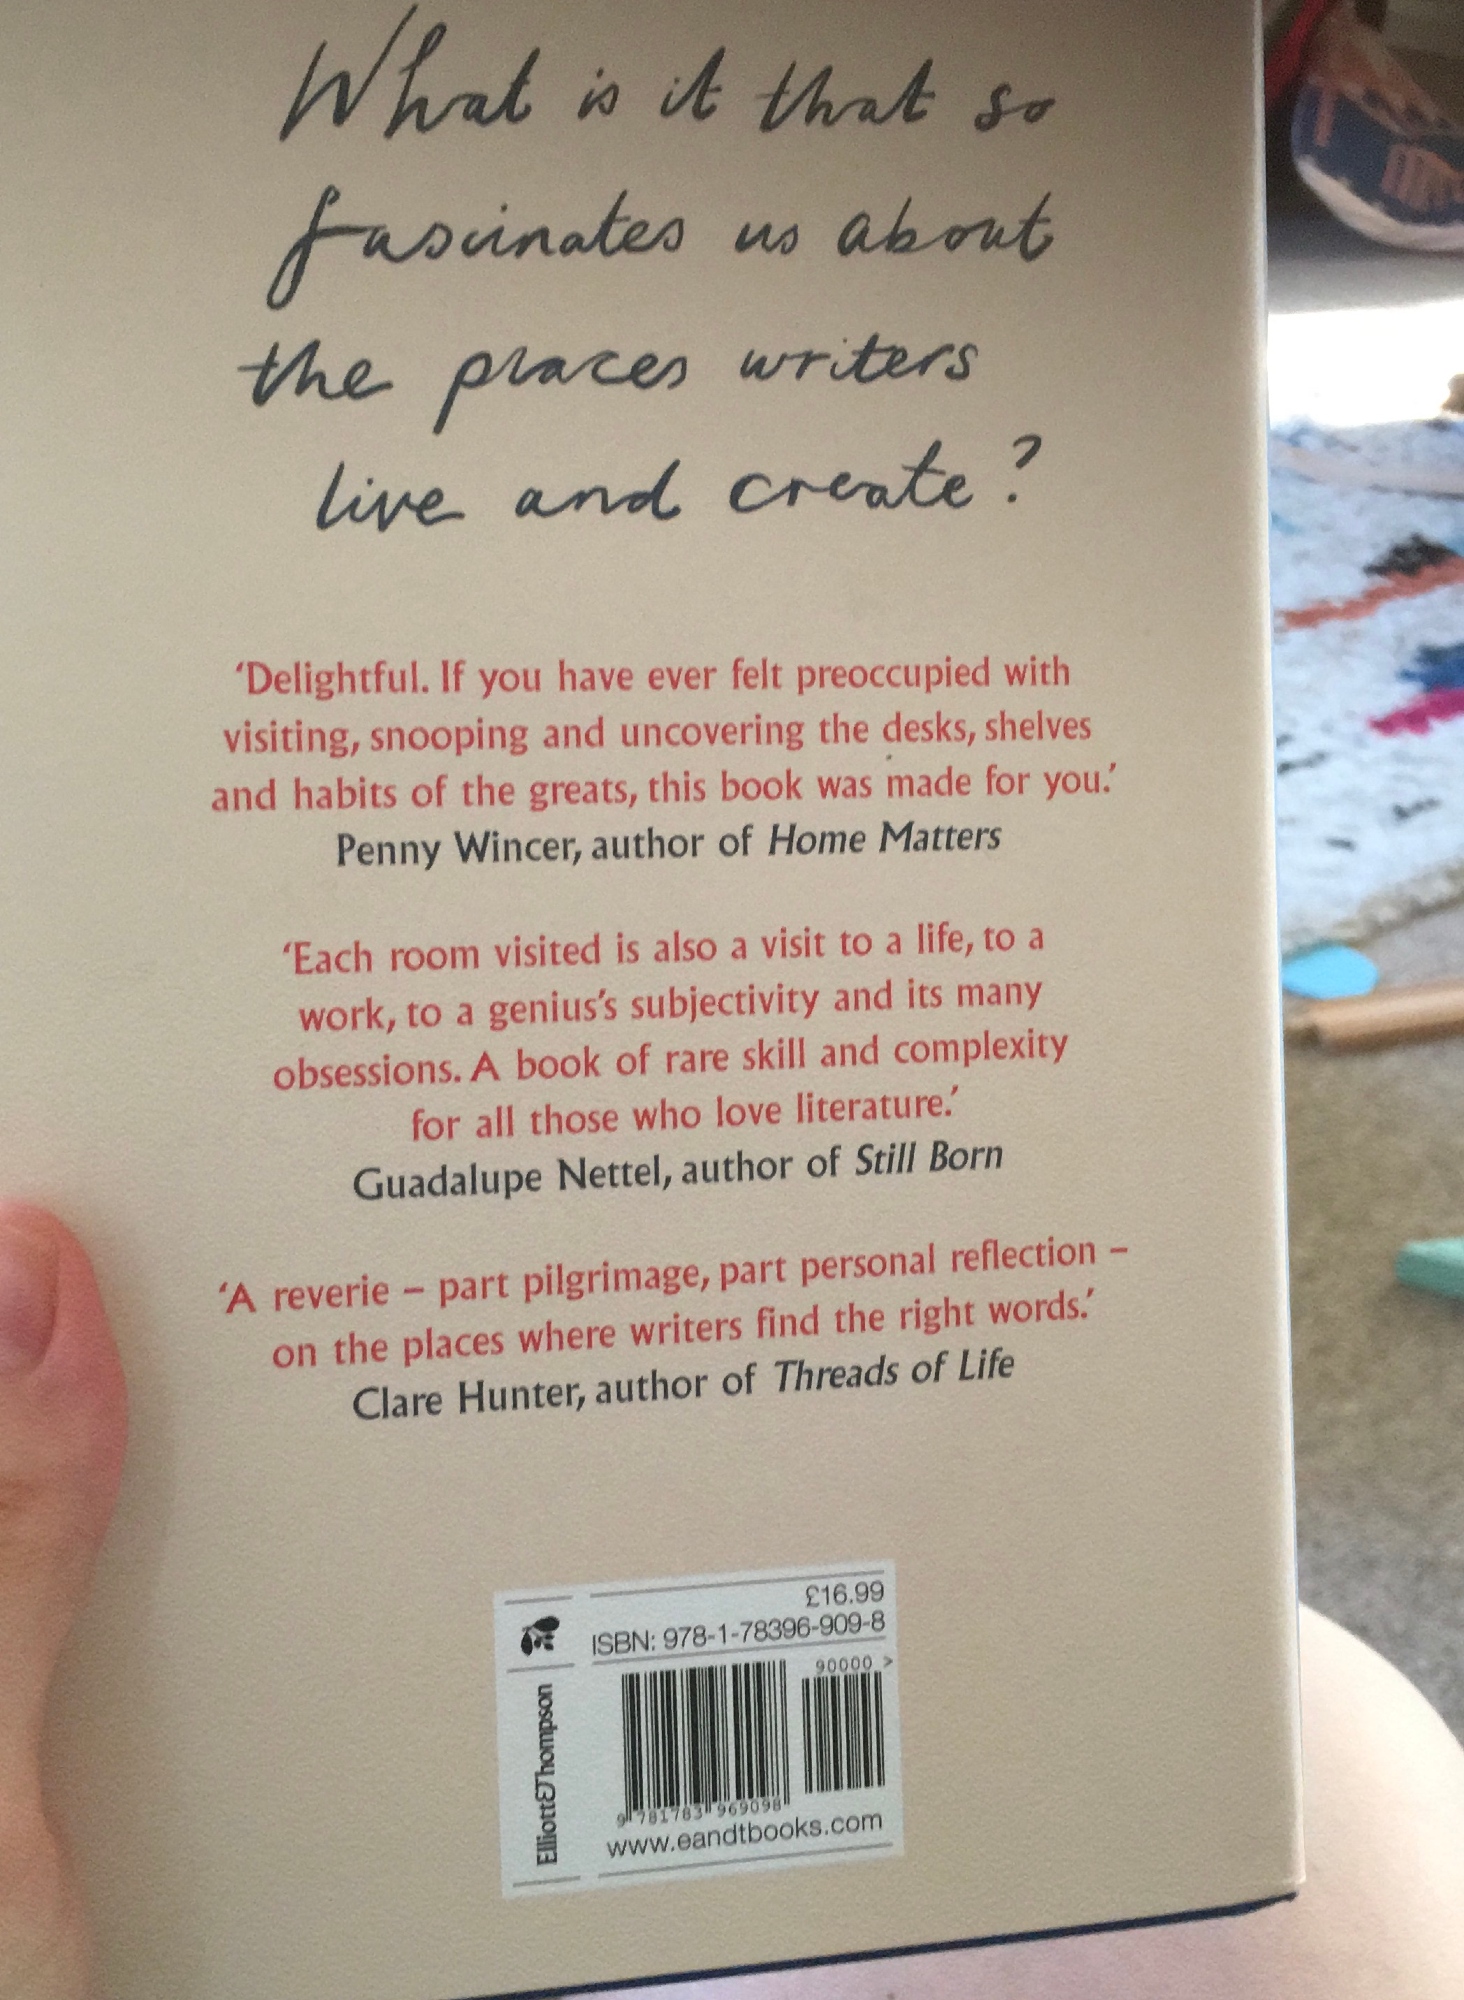 What is it that so
fascinates us about
the places writers
live and create?
‘Delightful. If you have ever felt preoccupied with
visiting, snooping and uncovering the desks, shelves
and habits of the greats, this book was made for you.’
Penny Wincer, author of Home Matters
‘Each room visited is also a visit to a life, to a
work, to a genius’s subjectivity and its many
obsessions. A book of rare skill and complexity
for all those who love literature.’
Guadalupe Nettel, author of Still Born
‘A reverie – part pilgrimage, part personal reflection –
on the places where writers find the right words.’
Clare Hunter, author of Threads of Life
£16.99
ISBN: 978-1-78396-909-8
90000 >
9 781783 969098
www.eandtbooks.com
Elliott&Thompson